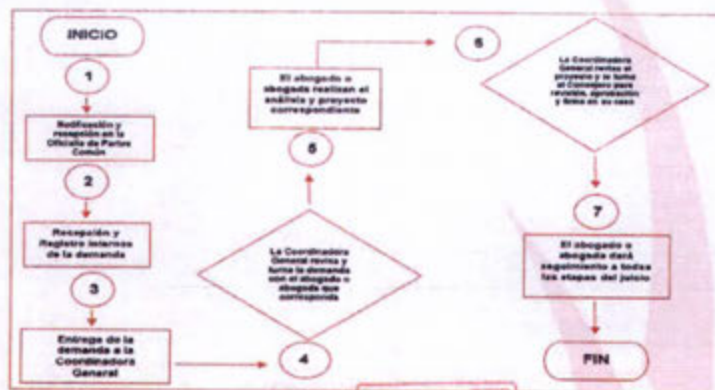 INICIO
1
Notificación y
recepción en la
Oficialía de Partes
Común
2
Recepción y
Registro internos
de la demanda
3
Entrega de la
demanda a la
Coordinadora
General
4
La Coordinadora
General revisa y
turna la demanda
con el abogado o
abogada que
corresponda
5
El abogado o
abogada realizan el
análisis y proyecto
correspondiente
6
La Coordinadora
General revisa el
proyecto y se turna
al Consejero para
revisión, aprobación
y firma en su caso
7
El abogado o
abogada dará
seguimiento a todas
las etapas del juicio
FIN